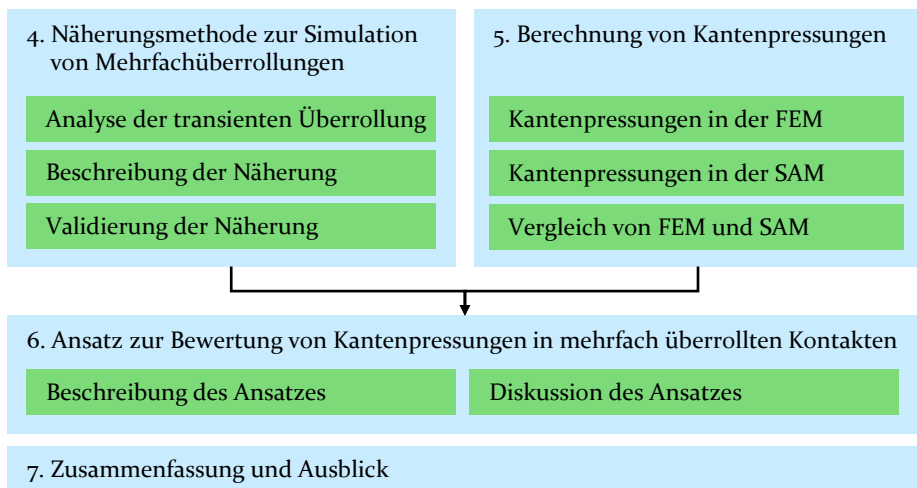 4. Näherungsmethode zur Simulation
von Mehrfachüberrollungen
Analyse der transienten Überrollung
Beschreibung der Näherung
Validierung der Näherung
5. Berechnung von Kantenpressungen
Kantenpressungen in der FEM
Kantenpressungen in der SAM
Vergleich von FEM und SAM
6. Ansatz zur Bewertung von Kantenpressungen in mehrfach überrollten Kontakten
Beschreibung des Ansatzes
Diskussion des Ansatzes
7. Zusammenfassung und Ausblick